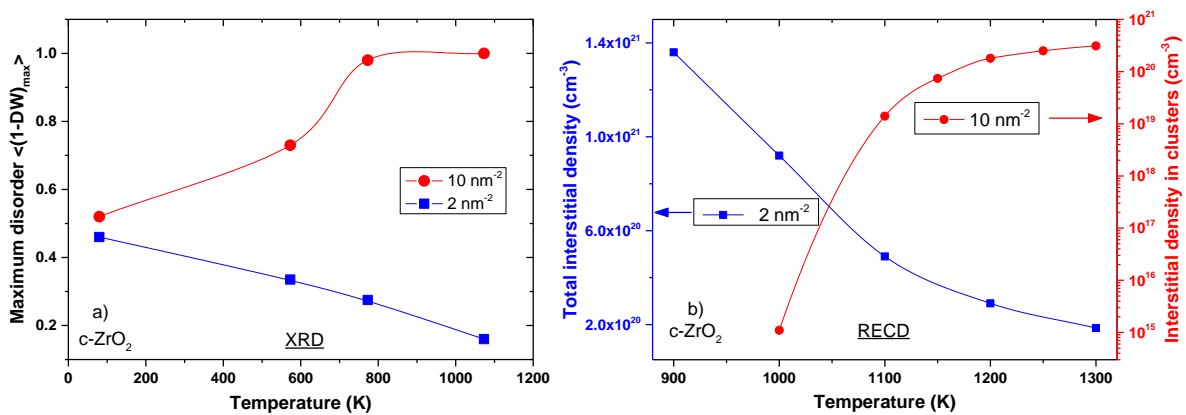 Maximum disorder <(1-DW)max>
1.0
0.8
0.6
0.4
0.2
10 nm-2
2 nm-2
a)
c-ZrO2
XRD
0 200 400 600 800 1000 1200
Temperature (K)
Total interstitial density (cm-3)
1.4x10^21
1.0x10^21
6.0x10^20
2.0x10^20
10 nm-2
2 nm-2
b)
c-ZrO2
RECD
900 1000 1100 1200 1300
Temperature (K)
10^21
10^20
10^19
10^18
10^17
10^16
10^15
Interstitial density in clusters (cm-3)